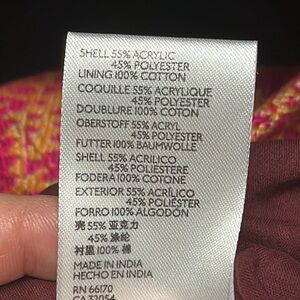 SHELL 55% ACRYLIC
45% POLYESTER
LINING 100% COTTON
COQUILLE 55% ACRYLIQUE
45% POLYESTER
DOUBLURE 100% COTON
OBERSTOFF 55% ACRYL
45% POLYESTER
FUTTER 100% BAUMWOLLE
SHELL 55% ACRILICO
45% POLIESTERE
FODERA 100% COTONE
EXTERIOR 55% ACRÍLICO
45% POLIÉSTER
FORRO 100% ALGODÓN
壳 55% 亚克力
45% 涤纶
衬里 100% 棉
MADE IN INDIA
HECHO EN INDIA
RN 66170
CA 32054